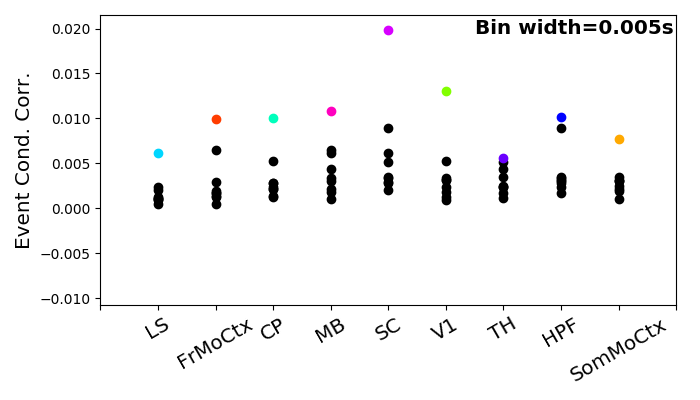 Bin width=0.005s
Event Cond. Corr.
0.020
0.015
0.010
0.005
0.000
−0.005
−0.010
LS
FrMoCtx
CP
MB
SC
V1
TH
HPF
SomMoCtx